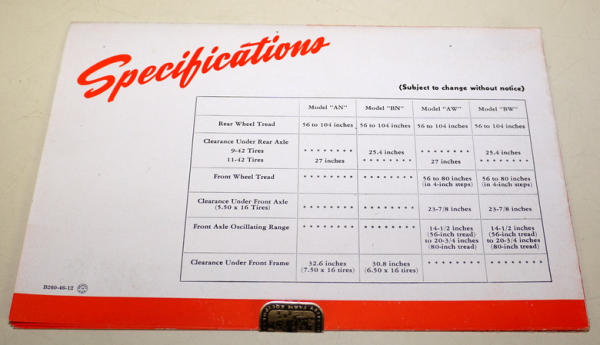 Specifications
(Subject to change without notice)
Model "AN" Model "BN" Model "AW" Model "BW"
Rear Wheel Tread 56 to 104 inches 56 to 104 inches 56 to 104 inches 56 to 104 inches
Clearance Under Rear Axle
9-42 Tires . . . . . . . . 25.4 inches . . . . . . . . 25.4 inches
11-42 Tires 27 inches . . . . . . . . 27 inches . . . . . . . .
Front Wheel Tread . . . . . . . . . . . . . . . . 56 to 80 inches 56 to 80 inches
(in 4-inch steps) (in 4-inch steps)
Clearance Under Front Axle . . . . . . . . . . . . . . . . 23-7/8 inches 23-7/8 inches
(5.50 x 16 Tires)
Front Axle Oscillating Range . . . . . . . . . . . . . . . . 14-1/2 inches 14-1/2 inches
(56-inch tread) (56-inch tread)
to 20-3/4 inches to 20-3/4 inches
(80-inch tread) (80-inch tread)
Clearance Under Front Frame 32.6 inches 30.8 inches . . . . . . . . . . . . . . . .
(7.50 x 16 tires) (6.50 x 16 tires)
B260-46-12